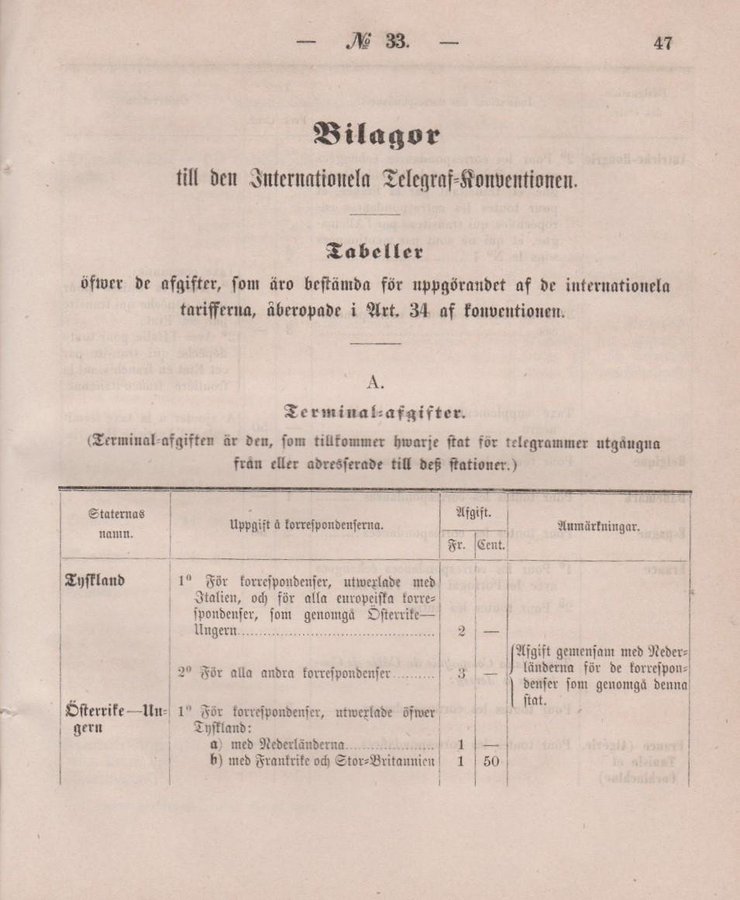 — № 33. — 47
Bilagor
till den Internationela Telegraf-Konventionen.
Tabeller
öfwer de afgifter, som äro bestämda för uppgörandet af de internationela
tarifferna, åberopade i Art. 34 af konventionen.
A.
Terminal-afgifter.
(Terminal-afgiften är den, som tillkommer hwarje stat för telegrammer utgångna
från eller adresserade till deß stationer.)
Staternas
namn.
Uppgift å korrespondenserna.
Afgift.
Fr. Cent.
Anmärkningar.
Tyskland
1º För korrespondenser, utwexlade med
Italien, och för alla europeiska korre-
spondenser, som genomgå Österrike—
Ungern 2 —
2º För alla andra korrespondenser 3 —
Afgift gemensam med Neder-
länderna för de korrespon-
denser som genomgå denna
stat.
Österrike—Un-
gern
1º För korrespondenser, utwexlade öfwer
Tyskland:
a) med Nederländerna 1 —
b) med Frankrike och Stor-Britannien 1 50